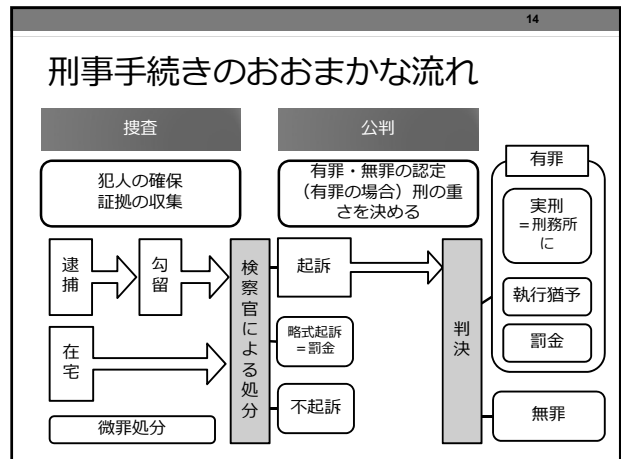 14
刑事手続きのおおまかな流れ
捜査
公判
犯人の確保
証拠の収集
有罪・無罪の認定
（有罪の場合）刑の重
さを決める
有罪
実刑
＝刑務所
に
執行猶予
罰金
逮捕
勾留
在宅
微罪処分
検察官による処分
起訴
略式起訴
＝罰金
不起訴
判決
無罪